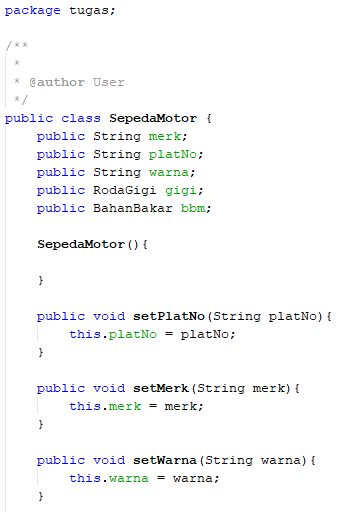 package tugas;
/**
 *
 * @author User
 */
public class SepedaMotor {
    public String merk;
    public String platNo;
    public String warna;
    public RodaGigi gigi;
    public BahanBakar bbm;
    SepedaMotor(){
    }
    public void setPlatNo(String platNo){
        this.platNo = platNo;
    }
    public void setMerk(String merk){
        this.merk = merk;
    }
    public void setWarna(String warna){
        this.warna = warna;
    }